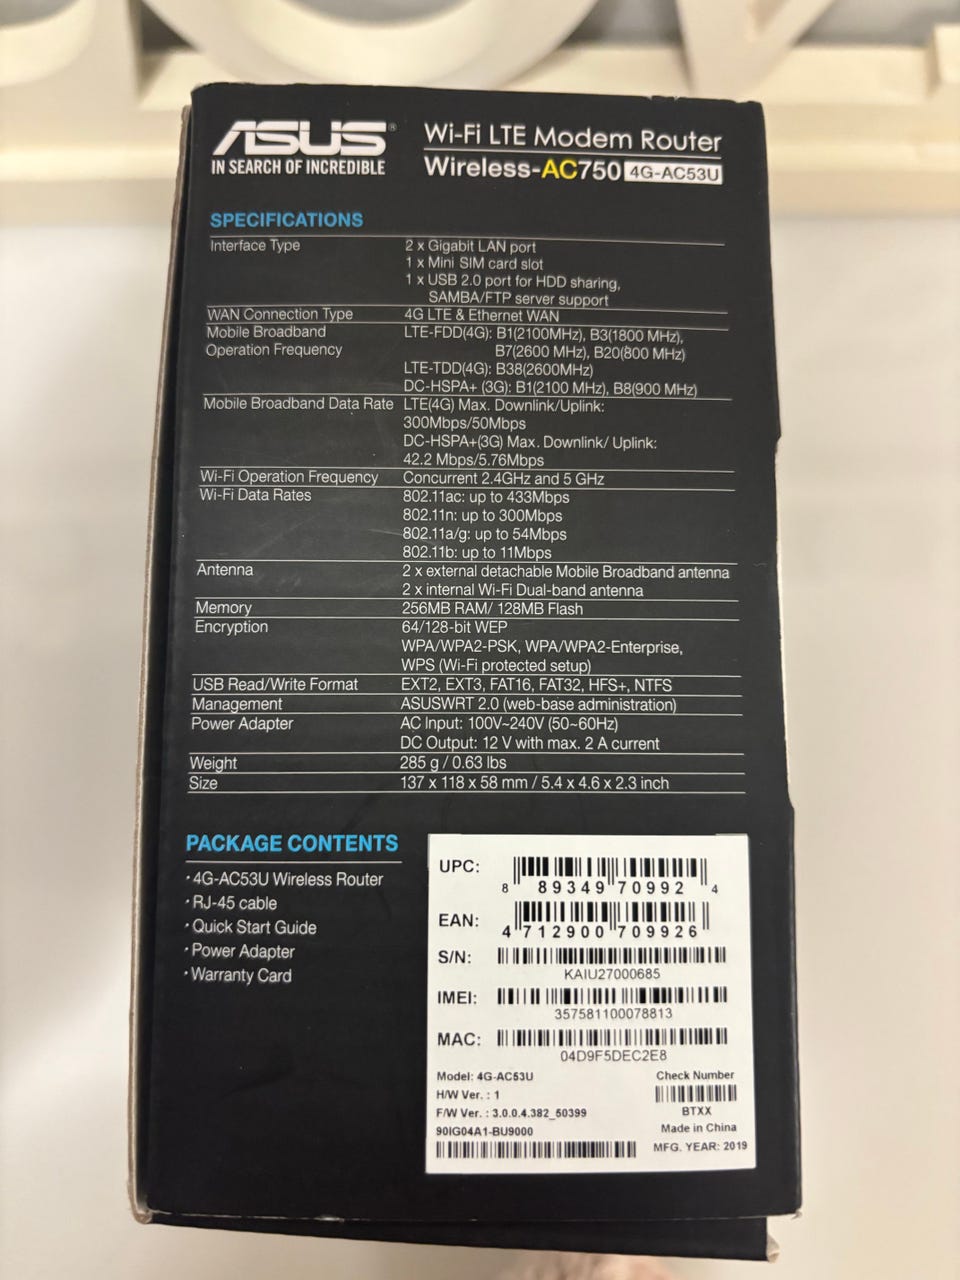 ASUS®
IN SEARCH OF INCREDIBLE
Wi-Fi LTE Modem Router
Wireless-AC750 4G-AC53U
SPECIFICATIONS
Interface Type 2 x Gigabit LAN port
1 x Mini SIM card slot
1 x USB 2.0 port for HDD sharing,
SAMBA/FTP server support
WAN Connection Type 4G LTE & Ethernet WAN
Mobile Broadband LTE-FDD(4G): B1(2100MHz), B3(1800 MHz),
Operation Frequency B7(2600 MHz), B20(800 MHz)
LTE-TDD(4G): B38(2600MHz)
DC-HSPA+ (3G): B1(2100 MHz), B8(900 MHz)
Mobile Broadband Data Rate LTE(4G) Max. Downlink/Uplink:
300Mbps/50Mbps
DC-HSPA+(3G) Max. Downlink/ Uplink:
42.2 Mbps/5.76Mbps
Wi-Fi Operation Frequency Concurrent 2.4GHz and 5 GHz
Wi-Fi Data Rates 802.11ac: up to 433Mbps
802.11n: up to 300Mbps
802.11a/g: up to 54Mbps
802.11b: up to 11Mbps
Antenna 2 x external detachable Mobile Broadband antenna
2 x internal Wi-Fi Dual-band antenna
Memory 256MB RAM/ 128MB Flash
Encryption 64/128-bit WEP
WPA/WPA2-PSK, WPA/WPA2-Enterprise,
WPS (Wi-Fi protected setup)
USB Read/Write Format EXT2, EXT3, FAT16, FAT32, HFS+, NTFS
Management ASUSWRT 2.0 (web-base administration)
Power Adapter AC Input: 100V~240V (50~60Hz)
DC Output: 12 V with max. 2 A current
Weight 285 g / 0.63 lbs
Size 137 x 118 x 58 mm / 5.4 x 4.6 x 2.3 inch
PACKAGE CONTENTS
· 4G-AC53U Wireless Router
· RJ-45 cable
· Quick Start Guide
· Power Adapter
· Warranty Card
UPC:
8 89349 70992 4
EAN:
4 712900 709926
S/N:
KAIU27000685
IMEI:
357581100078813
MAC:
04D9F5DEC2E8
Model: 4G-AC53U
H/W Ver. : 1
F/W Ver. : 3.0.0.4.382_50399
90IG04A1-BU9000
Check Number
BTXX
Made in China
MFG. YEAR: 2019